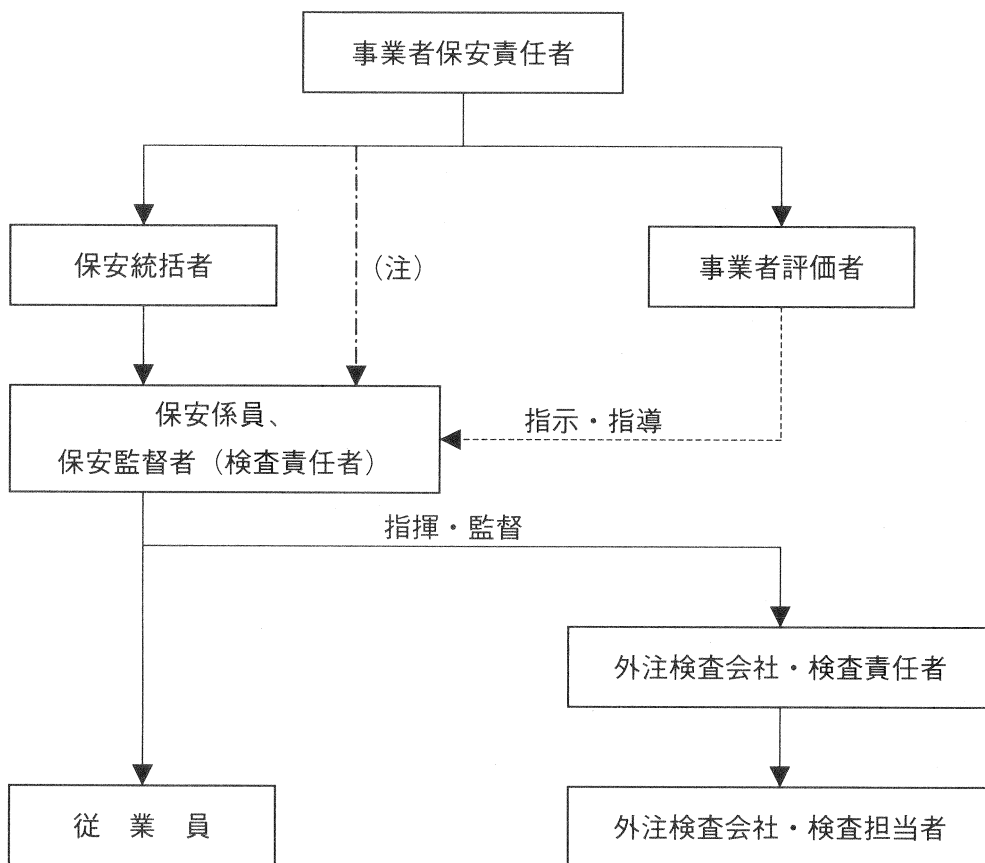 事業者保安責任者
保安統括者
（注）
事業者評価者
保安係員、
保安監督者（検査責任者）
指示・指導
指揮・監督
外注検査会社・検査責任者
従　業　員
外注検査会社・検査担当者